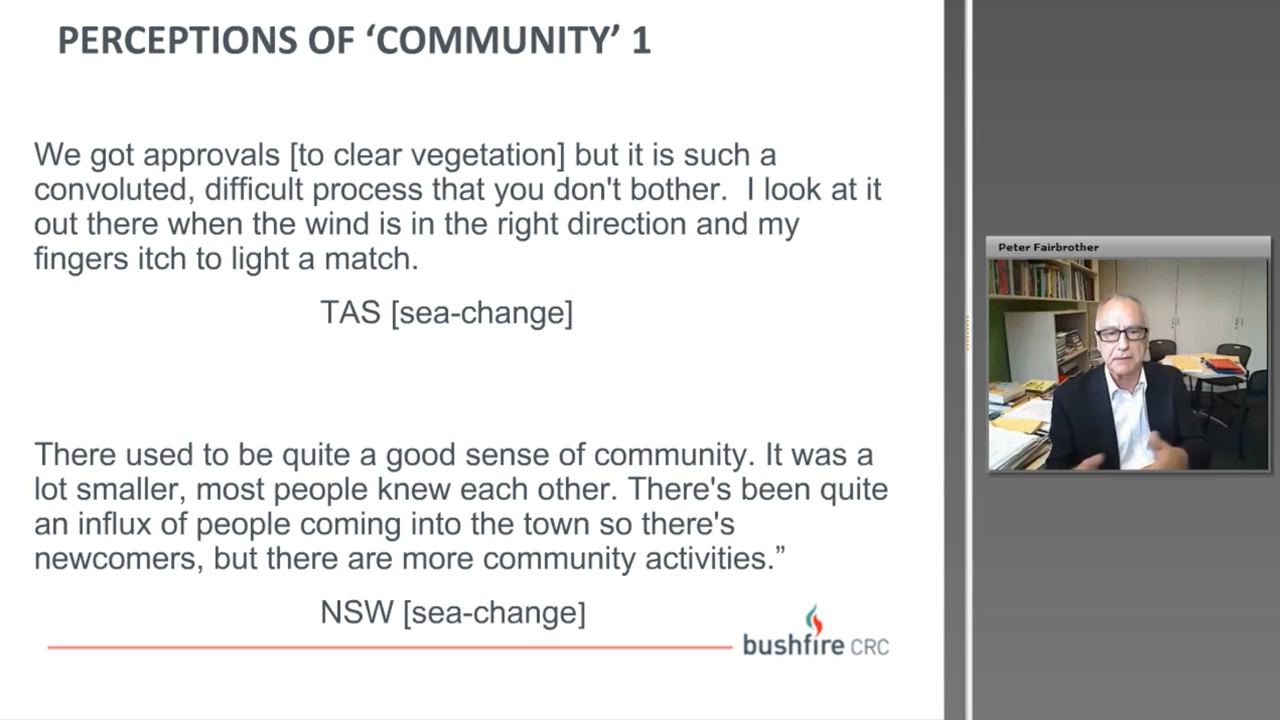 PERCEPTIONS OF ‘COMMUNITY’ 1
We got approvals [to clear vegetation] but it is such a
convoluted, difficult process that you don't bother.  I look at it
out there when the wind is in the right direction and my
fingers itch to light a match.
TAS [sea-change]
There used to be quite a good sense of community. It was a
lot smaller, most people knew each other. There's been quite
an influx of people coming into the town so there's
newcomers, but there are more community activities.”
NSW [sea-change]
bushfire CRC
Peter Fairbrother